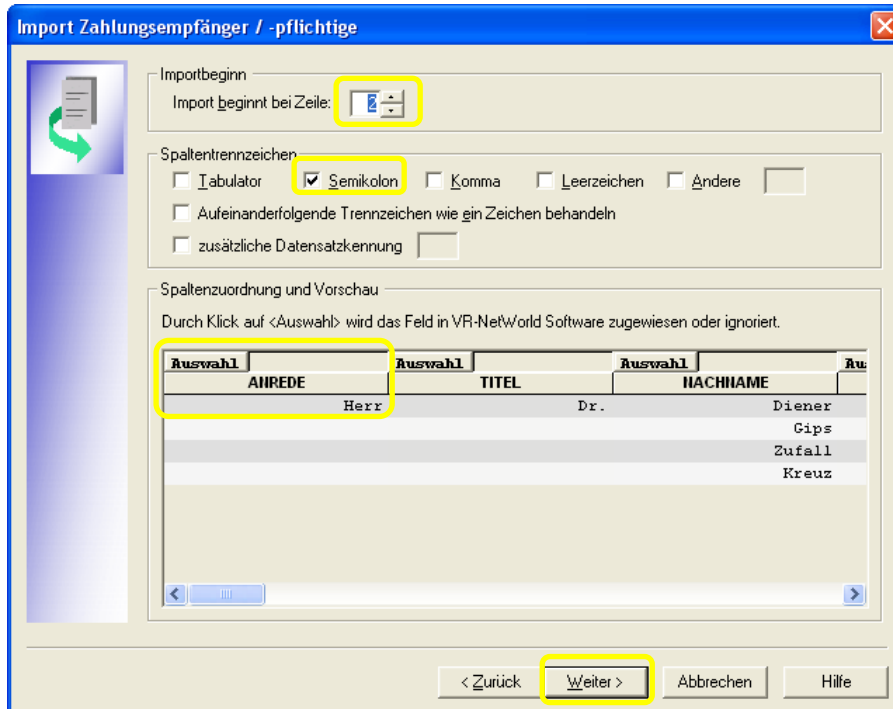 Import Zahlungsempfänger / -pflichtige
Importbeginn
Import beginnt bei Zeile: 2
Spaltentrennzeichen
Tabulator Semikolon Komma Leerzeichen Andere
Aufeinanderfolgende Trennzeichen wie ein Zeichen behandeln
zusätzliche Datensatzkennung
Spaltenzuordnung und Vorschau
Durch Klick auf <Auswahl> wird das Feld in VR-NetWorld Software zugewiesen oder ignoriert.
Auswahl Auswahl Auswahl Au
ANREDE TITEL NACHNAME
Herr Dr. Diener
Gips
Zufall
Kreuz
< Zurück Weiter > Abbrechen Hilfe